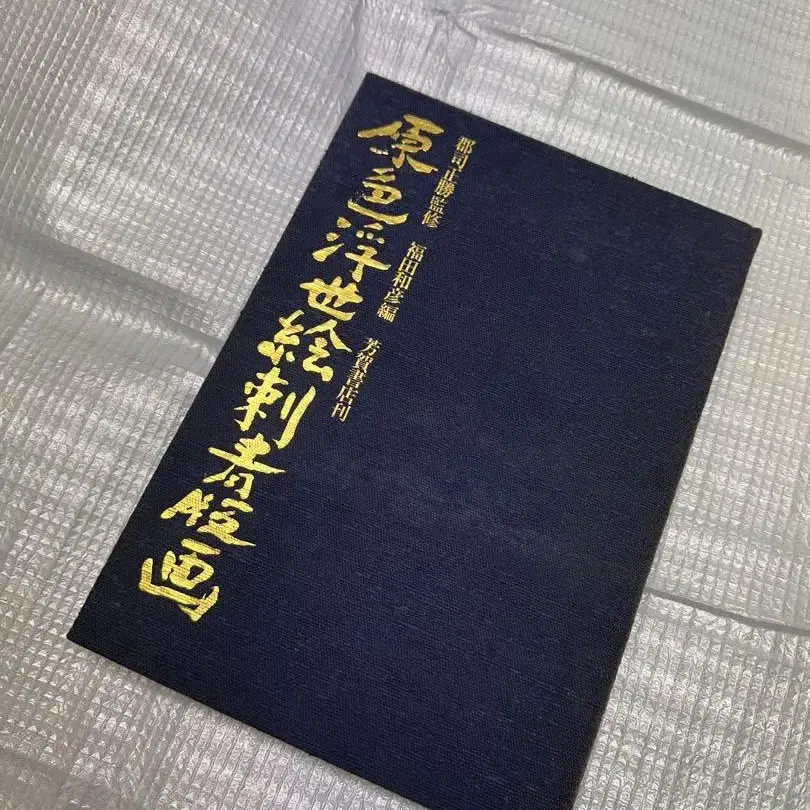 郡司正勝監修 福田和彦編 芳賀書店刊
原色浮世絵刺青版画